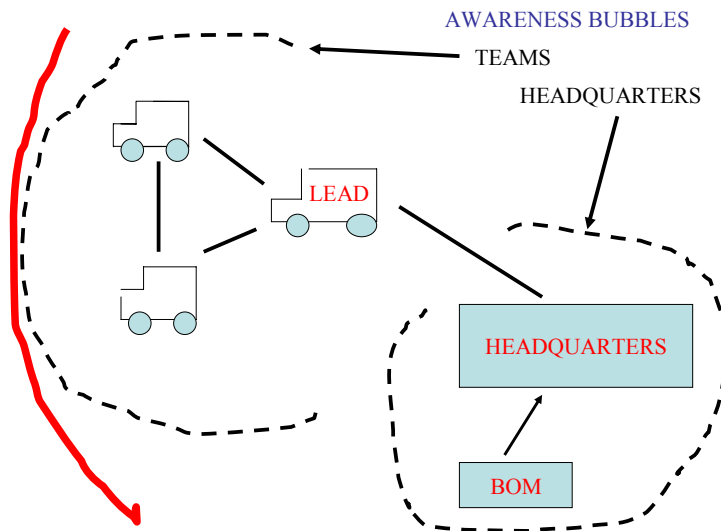 AWARENESS BUBBLES
TEAMS
HEADQUARTERS
LEAD
HEADQUARTERS
BOM